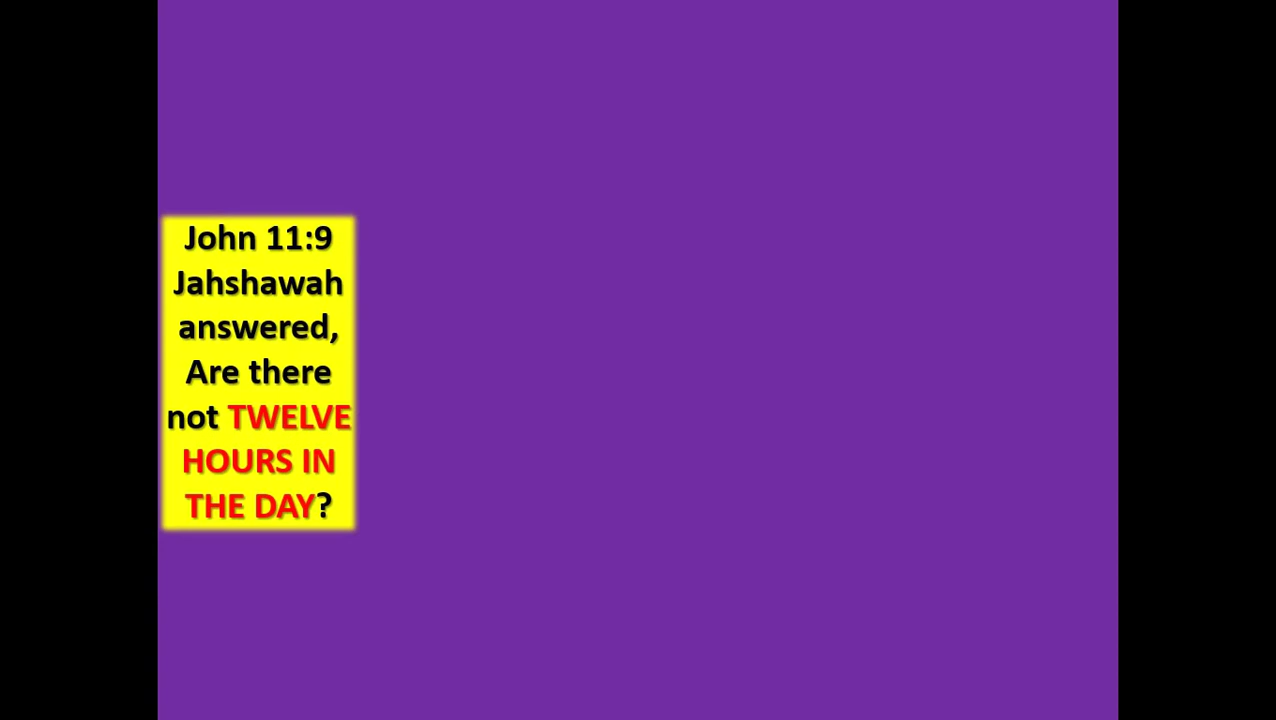 John 11:9
Jahshawah
answered,
Are there
not TWELVE
HOURS IN
THE DAY?